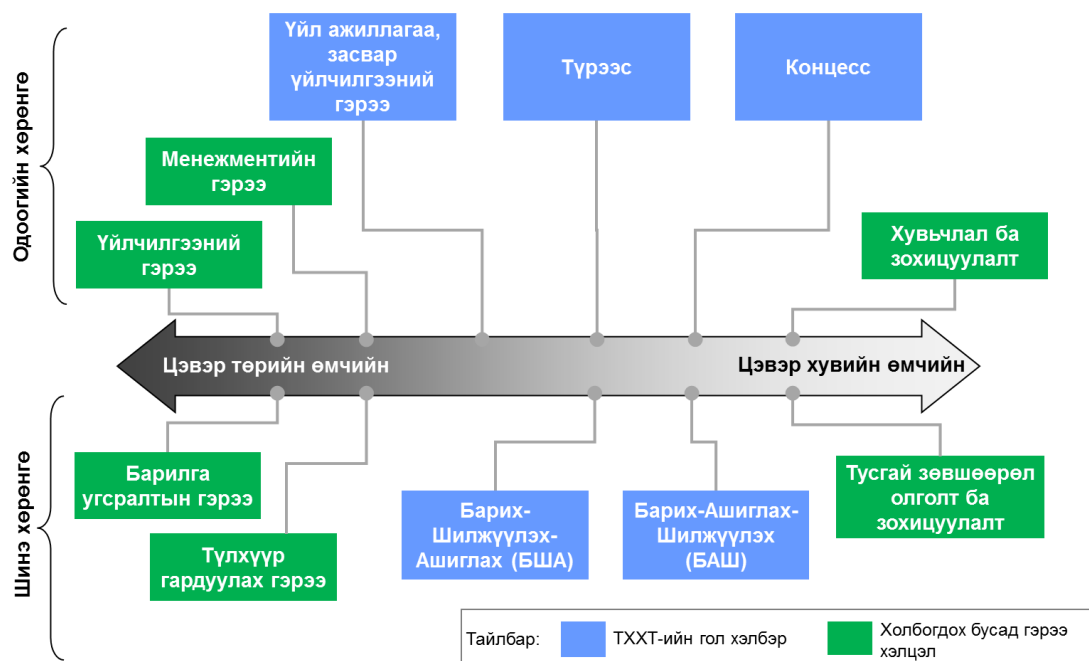 Одоогийн хөрөнгө
Үйл ажиллагаа,
засвар
үйлчилгээний
гэрээ
Түрээс
Концесс
Менежментийн
гэрээ
Үйлчилгээний
гэрээ
Хувьчлал ба
зохицуулалт
Цэвэр төрийн өмчийн
Цэвэр хувийн өмчийн
Шинэ хөрөнгө
Барилга
угсралтын гэрээ
Түлхүүр
гардуулах гэрээ
Барих-
Шилжүүлэх-
Ашиглах (БША)
Барих-Ашиглах-
Шилжүүлэх
(БАШ)
Тусгай зөвшөөрөл
олголт ба
зохицуулалт
Тайлбар:
ТХХТ-ийн гол хэлбэр
Холбогдох бусад гэрээ
хэлцэл